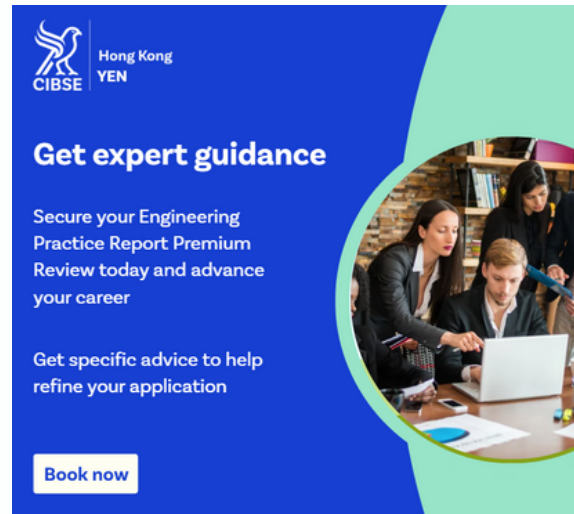 CIBSE
Hong Kong
YEN
Get expert guidance
Secure your Engineering
Practice Report Premium
Review today and advance
your career
Get specific advice to help
refine your application
Book now